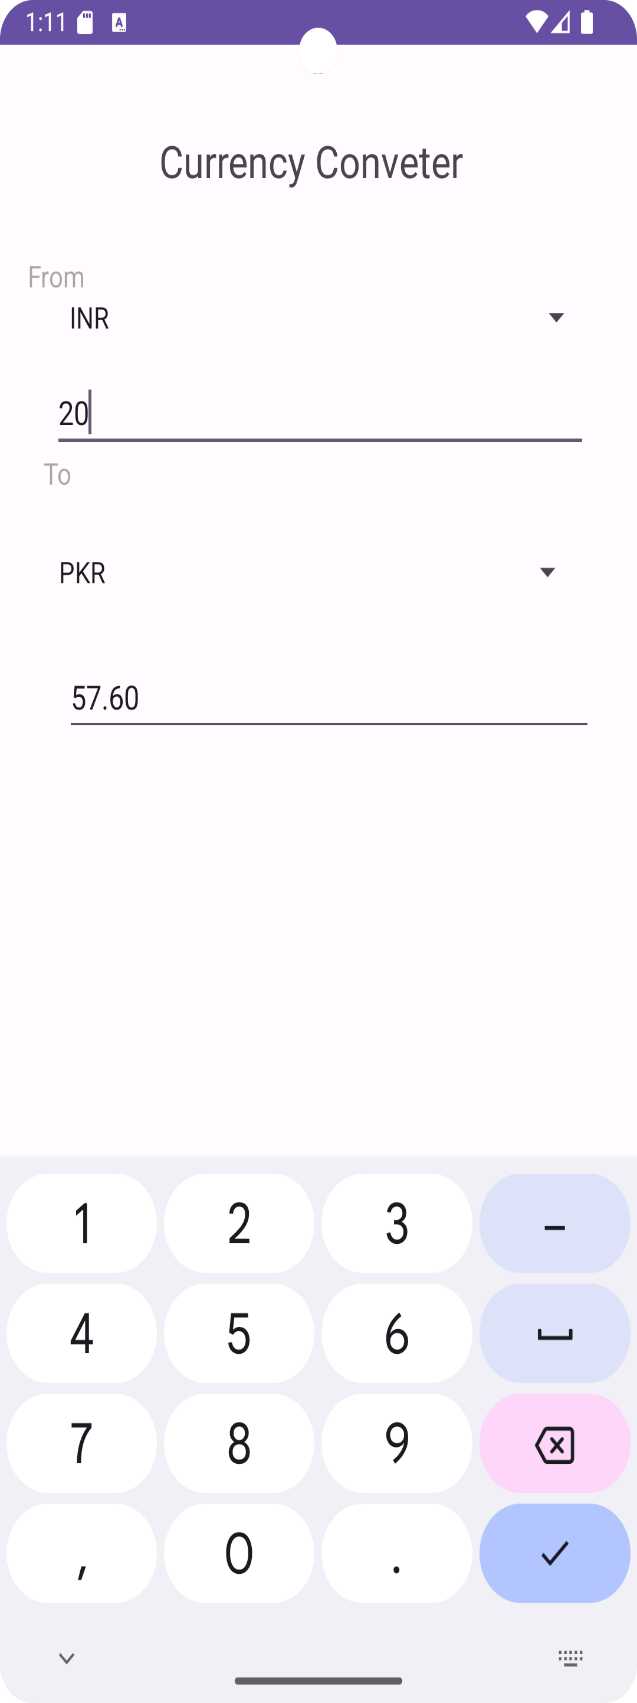 1:11 A
Currency Conveter
From
INR
20
To
PKR
57.60
1 2 3 -
4 5 6
7 8 9
, 0 .